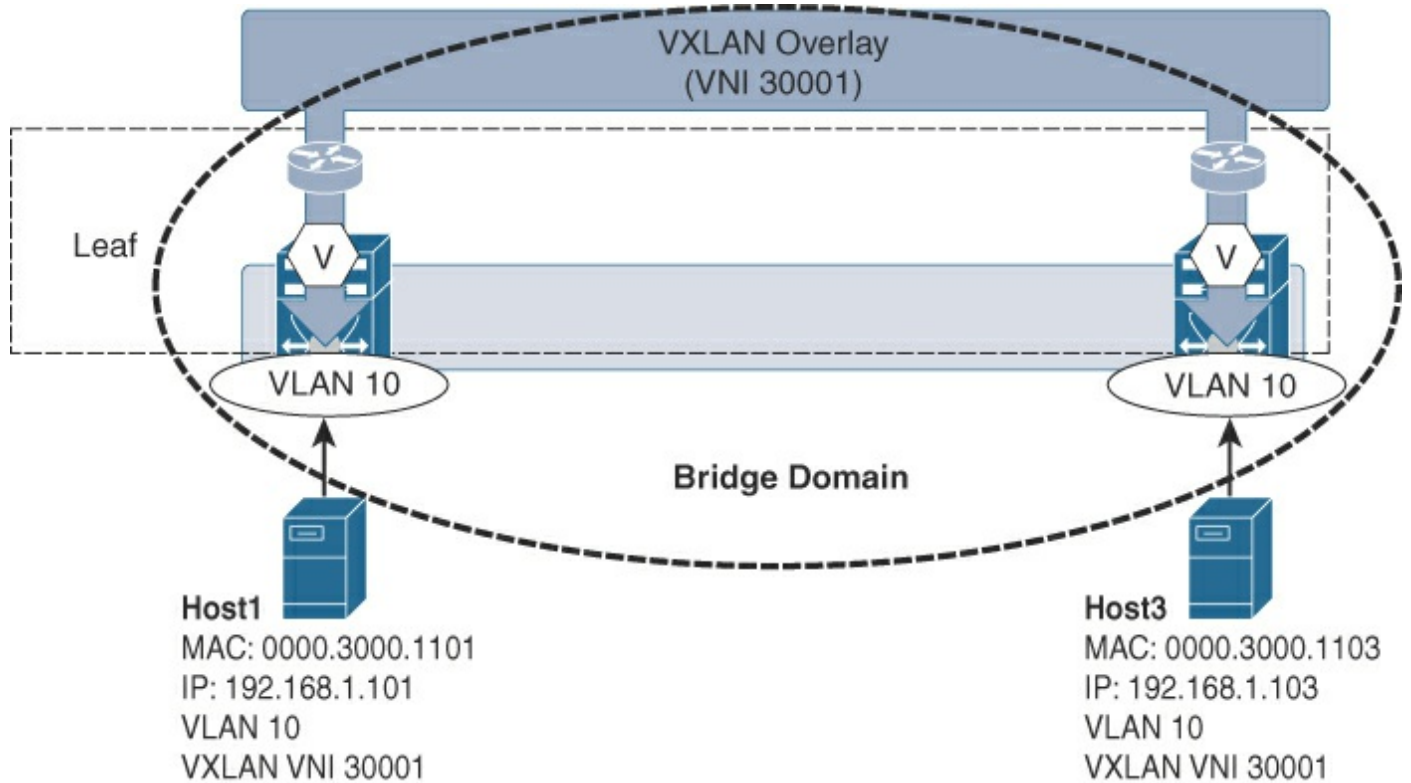 VXLAN Overlay
(VNI 30001)
Leaf
V
V
VLAN 10
VLAN 10
Bridge Domain
Host1
MAC: 0000.3000.1101
IP: 192.168.1.101
VLAN 10
VXLAN VNI 30001
Host3
MAC: 0000.3000.1103
IP: 192.168.1.103
VLAN 10
VXLAN VNI 30001